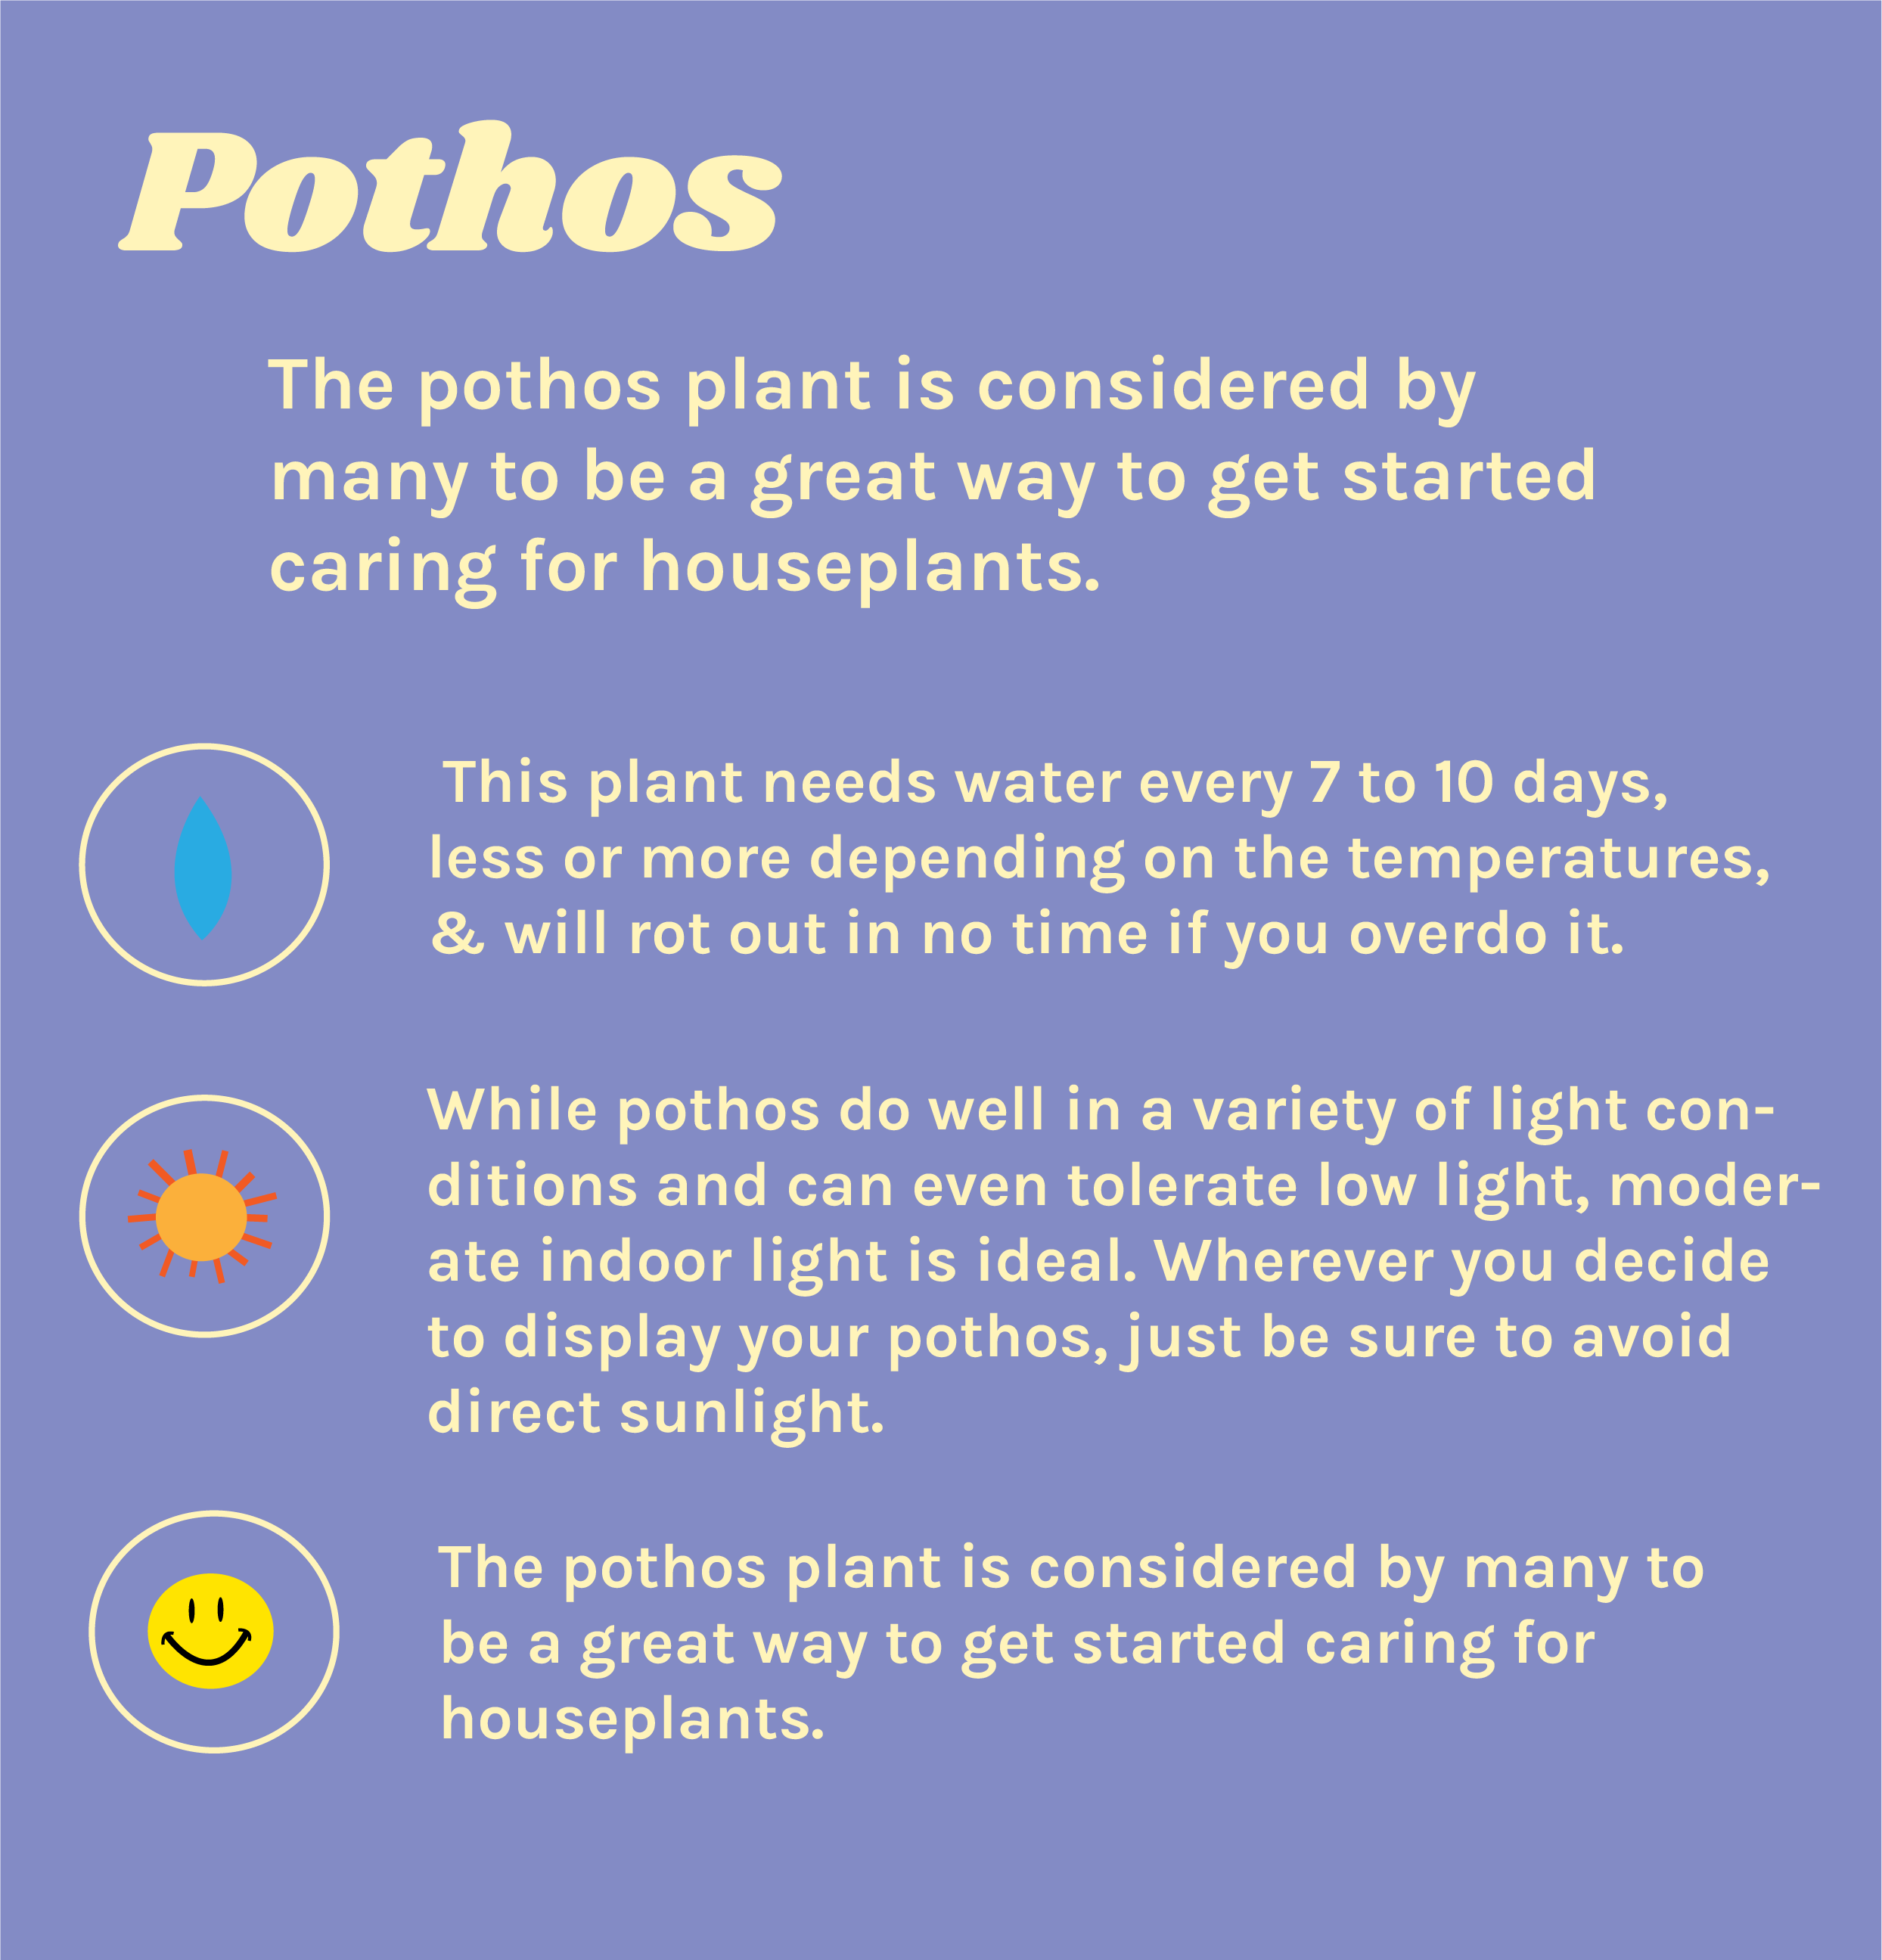 Pothos
The pothos plant is considered by
many to be a great way to get started
caring for houseplants.
This plant needs water every 7 to 10 days,
less or more depending on the temperatures,
& will rot out in no time if you overdo it.
While pothos do well in a variety of light con-
ditions and can even tolerate low light, moder-
ate indoor light is ideal. Wherever you decide
to display your pothos, just be sure to avoid
direct sunlight.
The pothos plant is considered by many to
be a great way to get started caring for
houseplants.